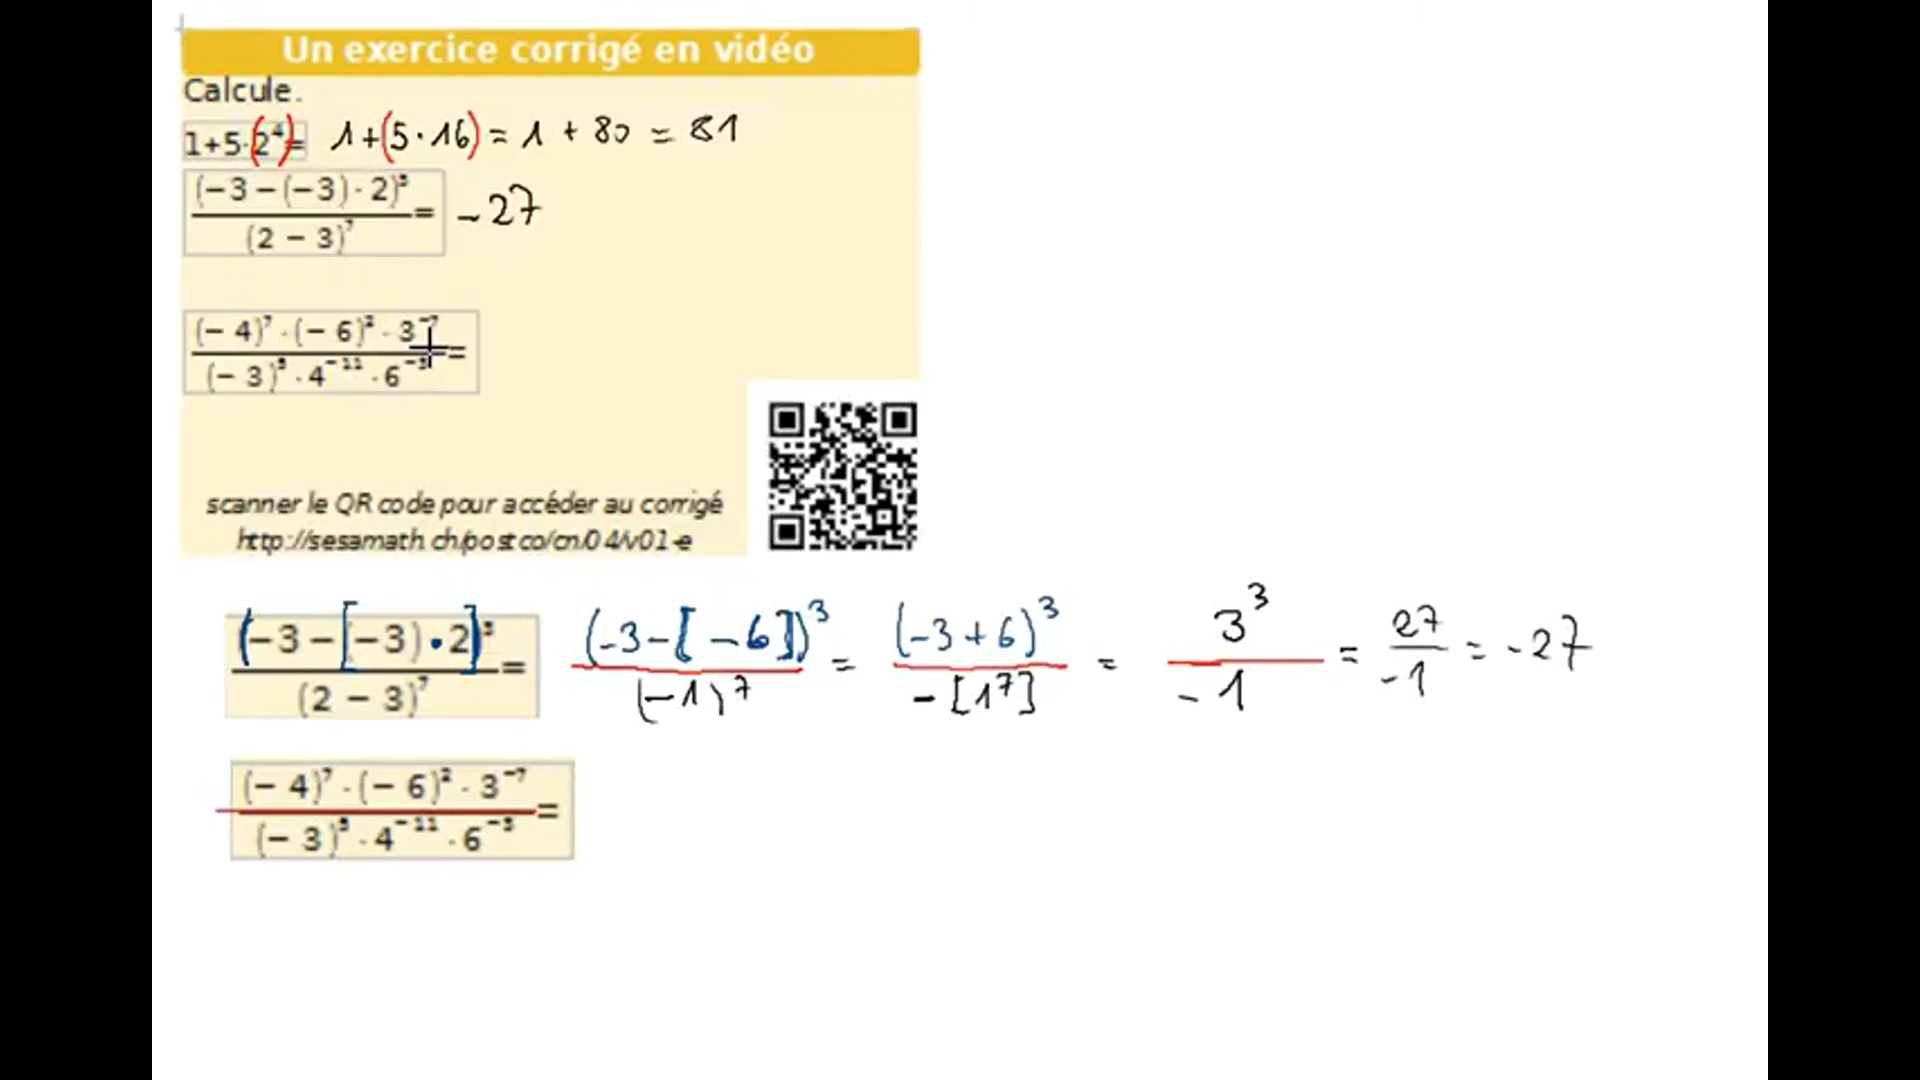 Un exercice corrigé en vidéo
Calcule.
1+5·(2⁴)= 1+(5·16) = 1 + 80 = 81
(−3−(−3)·2)³ / (2 − 3)⁷ = -27
(− 4)⁷ · (− 6)² · 3⁻⁷ / (− 3)³ · 4⁻¹¹ · 6⁻³ =
scanner le QR code pour accéder au corrigé
http://sesamath.ch/postco/cn/04/v01-e
(−3−[−3)·2]³ / (2 − 3)⁷ = (-3-[-6])³ / (-1)⁷ = (-3+6)³ / -[1⁷] = 3³ / -1 = 27 / -1 = -27
(− 4)⁷ · (− 6)² · 3⁻⁷ / (− 3)³ · 4⁻¹¹ · 6⁻³ =